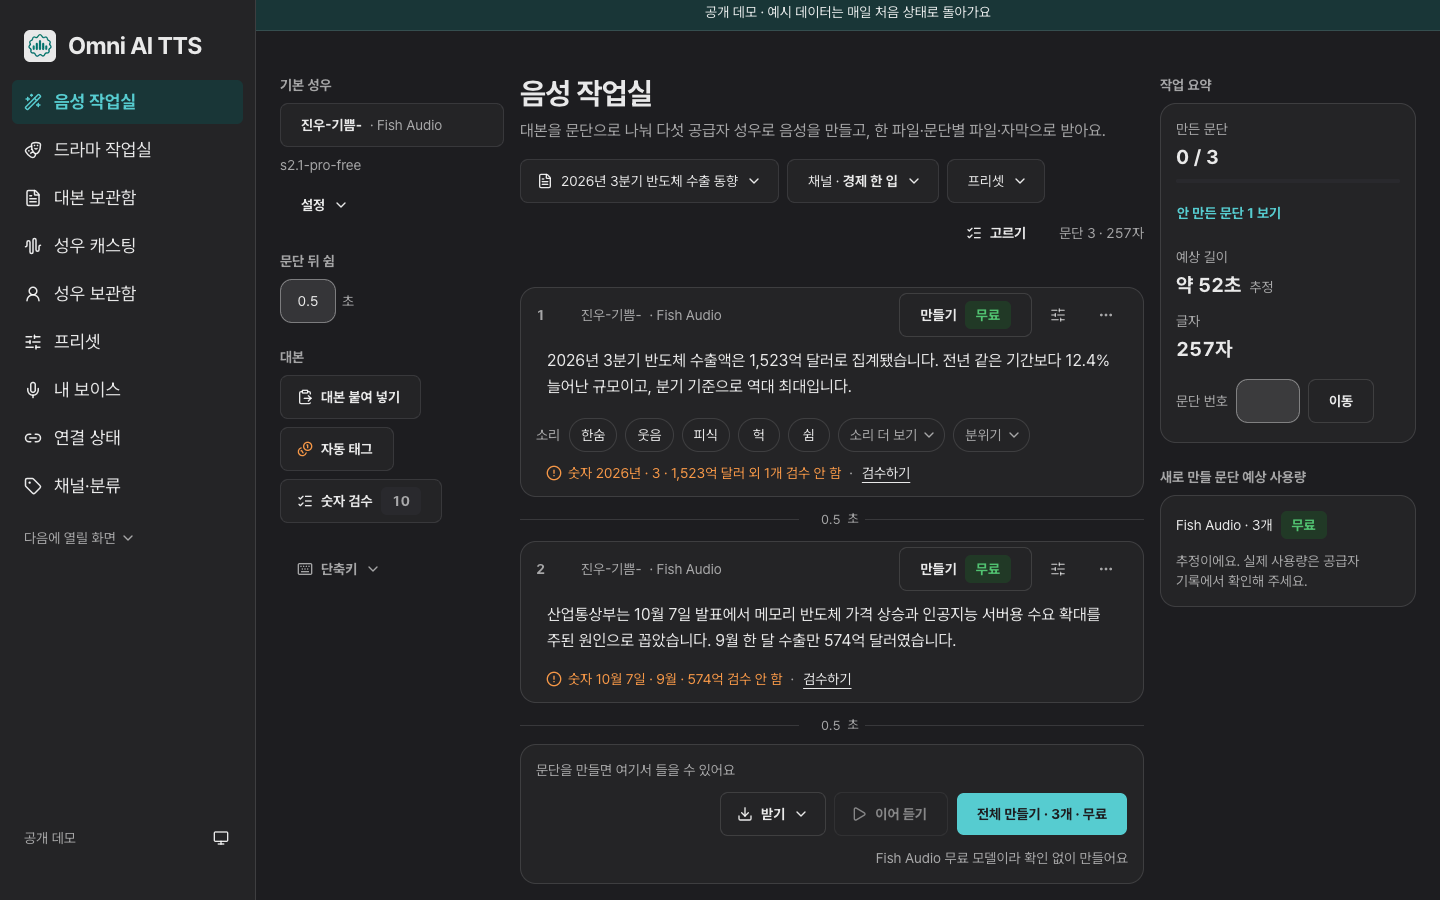 공개 데모 · 예시 데이터는 매일 처음 상태로 돌아가요
Omni AI TTS
음성 작업실
드라마 작업실
대본 보관함
성우 캐스팅
성우 보관함
프리셋
내 보이스
연결 상태
채널·분류
다음에 열릴 화면
공개 데모
기본 성우
진우-기쁨- · Fish Audio
s2.1-pro-free
설정
문단 뒤 쉼
0.5 초
대본
대본 붙여 넣기
자동 태그
숫자 검수 10
단축키
음성 작업실
대본을 문단으로 나눠 다섯 공급자 성우로 음성을 만들고, 한 파일·문단별 파일·자막으로 받아요.
2026년 3분기 반도체 수출 동향 채널 · 경제 한 입 프리셋
고르기 문단 3 · 257자
1 진우-기쁨- · Fish Audio 만들기 무료
2026년 3분기 반도체 수출액은 1,523억 달러로 집계됐습니다. 전년 같은 기간보다 12.4%
늘어난 규모이고, 분기 기준으로 역대 최대입니다.
소리 한숨 웃음 피식 헉 쉼 소리 더 보기 분위기
숫자 2026년 · 3 · 1,523억 달러 외 1개 검수 안 함 · 검수하기
0.5 초
2 진우-기쁨- · Fish Audio 만들기 무료
산업통상부는 10월 7일 발표에서 메모리 반도체 가격 상승과 인공지능 서버용 수요 확대를
주된 원인으로 꼽았습니다. 9월 한 달 수출만 574억 달러였습니다.
숫자 10월 7일 · 9월 · 574억 검수 안 함 · 검수하기
0.5 초
문단을 만들면 여기서 들을 수 있어요
받기 이어 듣기 전체 만들기 · 3개 · 무료
Fish Audio 무료 모델이라 확인 없이 만들어요
작업 요약
만든 문단
0 / 3
안 만든 문단 1 보기
예상 길이
약 52초 추정
글자
257자
문단 번호 이동
새로 만들 문단 예상 사용량
Fish Audio · 3개 무료
추정이에요. 실제 사용량은 공급자
기록에서 확인해 주세요.